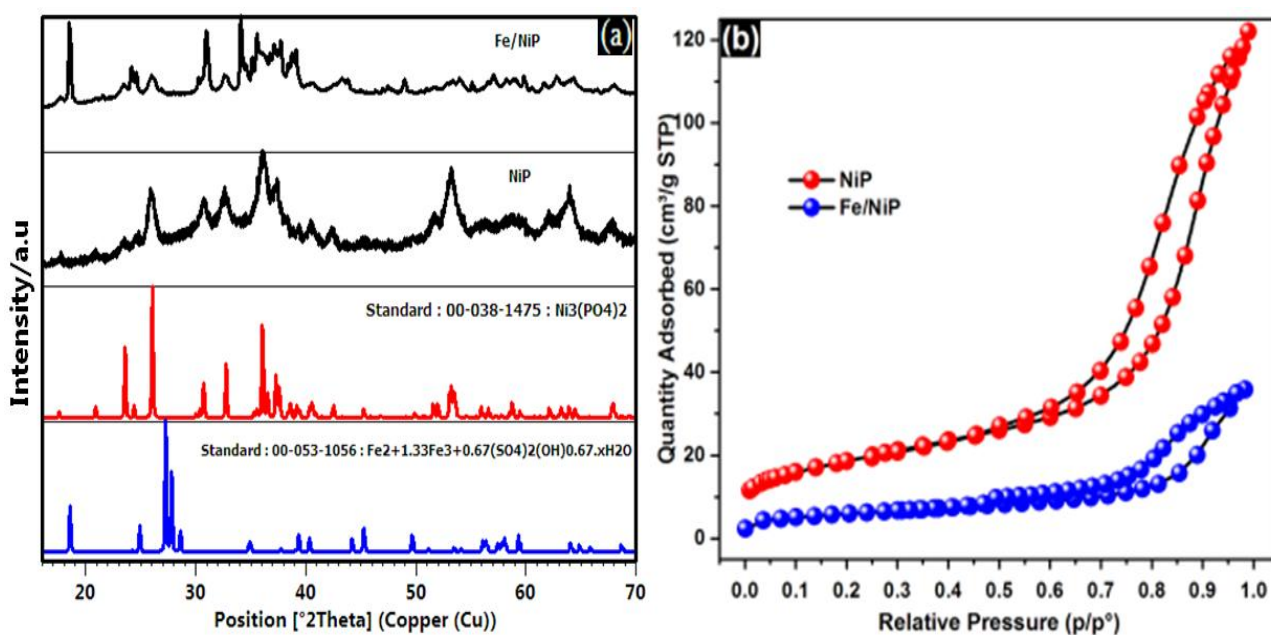 (a)
Fe/NiP
NiP
Standard : 00-038-1475 : Ni3(PO4)2
Standard : 00-053-1056 : Fe2+1.33Fe3+0.67(SO4)2(OH)0.67.xH2O
Intensity/a.u
20 30 40 50 60 70
Position [°2Theta] (Copper (Cu))
(b)
120
100
80
60
40
20
0
Quantity Adsorbed (cm³/g STP)
NiP
Fe/NiP
0.0 0.1 0.2 0.3 0.4 0.5 0.6 0.7 0.8 0.9 1.0
Relative Pressure (p/p°)